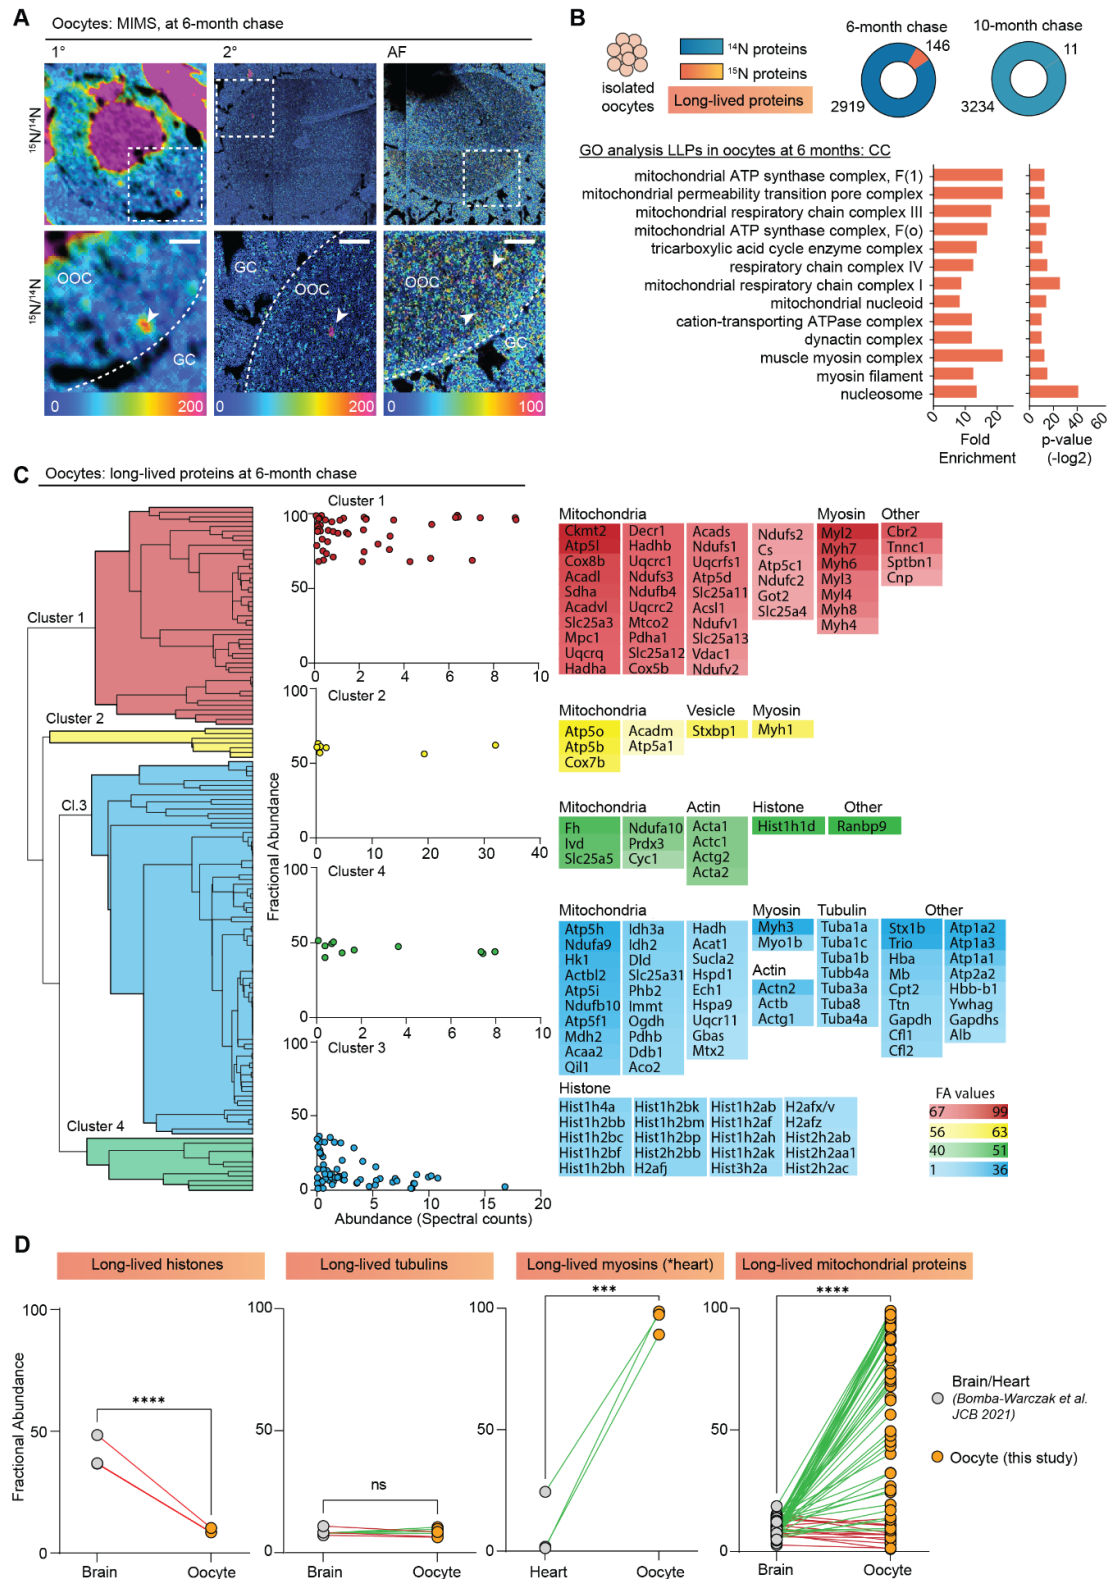 A
Oocytes: MIMS, at 6-month chase
1°
2°
AF
15N/14N
15N/14N
OOC
GC
GC
OOC
OOC
GC
0
200
0
200
0
100
B
isolated
oocytes
14N proteins
15N proteins
Long-lived proteins
6-month chase
146
2919
10-month chase
11
3234
GO analysis LLPs in oocytes at 6 months: CC
mitochondrial ATP synthase complex, F(1)
mitochondrial permeability transition pore complex
mitochondrial respiratory chain complex III
mitochondrial ATP synthase complex, F(o)
tricarboxylic acid cycle enzyme complex
respiratory chain complex IV
mitochondrial respiratory chain complex I
mitochondrial nucleoid
cation-transporting ATPase complex
dynactin complex
muscle myosin complex
myosin filament
nucleosome
0 10 20
0 20 40 60
Fold
Enrichment
p-value
(-log2)
C
Oocytes: long-lived proteins at 6-month chase
Cluster 1
Cluster 2
Cl.3
Cluster 4
Fractional Abundance
Cluster 1
100
50
0
0 2 4 6 8 10
Cluster 2
100
50
0
0 10 20 30 40
Cluster 4
100
50
0
0 2 4 6 8 10
Cluster 3
100
50
0
0 5 10 15 20
Abundance (Spectral counts)
Mitochondria Myosin Other
Ckmt2 Decr1 Acads Ndufs2 Myl2 Cbr2
Atp5l Hadhb Ndufs1 Cs Myh7 Tnnc1
Cox8b Uqcrc1 Uqcrfs1 Atp5c1 Myh6 Sptbn1
Acadl Ndufs3 Atp5d Ndufc2 Myl3 Cnp
Sdha Ndufb4 Slc25a11 Got2 Myl4
Acadvl Uqcrc2 Acsl1 Slc25a4 Myh8
Slc25a3 Mtco2 Ndufv1 Myh4
Mpc1 Pdha1 Slc25a13
Uqcrq Slc25a12 Vdac1
Hadha Cox5b Ndufv2
Mitochondria Vesicle Myosin
Atp5o Acadm Stxbp1 Myh1
Atp5b Atp5a1
Cox7b
Mitochondria Actin Histone Other
Fh Ndufa10 Acta1 Hist1h1d Ranbp9
Ivd Prdx3 Actc1
Slc25a5 Cyc1 Actg2
Acta2
Mitochondria Myosin Tubulin Other
Atp5h Idh3a Hadh Myh3 Tuba1a Stx1b Atp1a2
Ndufa9 Idh2 Acat1 Myo1b Tuba1c Trio Atp1a3
Hk1 Dld Sucla2 Tuba1b Hba Atp1a1
Actbl2 Slc25a31 Hspd1 Actin Tubb4a Mb Atp2a2
Atp5i Phb2 Ech1 Actn2 Tuba3a Cpt2 Hbb-b1
Ndufb10 Immt Hspa9 Actb Tuba8 Ttn Ywhag
Atp5f1 Ogdh Uqcr11 Actg1 Tuba4a Gapdh Gapdhs
Mdh2 Pdhb Gbas Cfl1 Alb
Acaa2 Ddb1 Mtx2 Cfl2
Qil1 Aco2
Histone
Hist1h4a Hist1h2bk Hist1h2ab H2afx/v
Hist1h2bb Hist1h2bm Hist1h2af H2afz
Hist1h2bc Hist1h2bp Hist1h2ah Hist2h2ab
Hist1h2bf Hist2h2bb Hist1h2ak Hist2h2aa1
Hist1h2bh H2afj Hist3h2a Hist2h2ac
FA values
67 99
56 63
40 51
1 36
D
Long-lived histones
Long-lived tubulins
Long-lived myosins (*heart)
Long-lived mitochondrial proteins
Fractional Abundance
100
50
0
****
Brain Oocyte
100
50
0
ns
Brain Oocyte
100
50
0
***
Heart Oocyte
100
50
0
****
Brain Oocyte
Brain/Heart
(Bomba-Warczak et al.
JCB 2021)
Oocyte (this study)